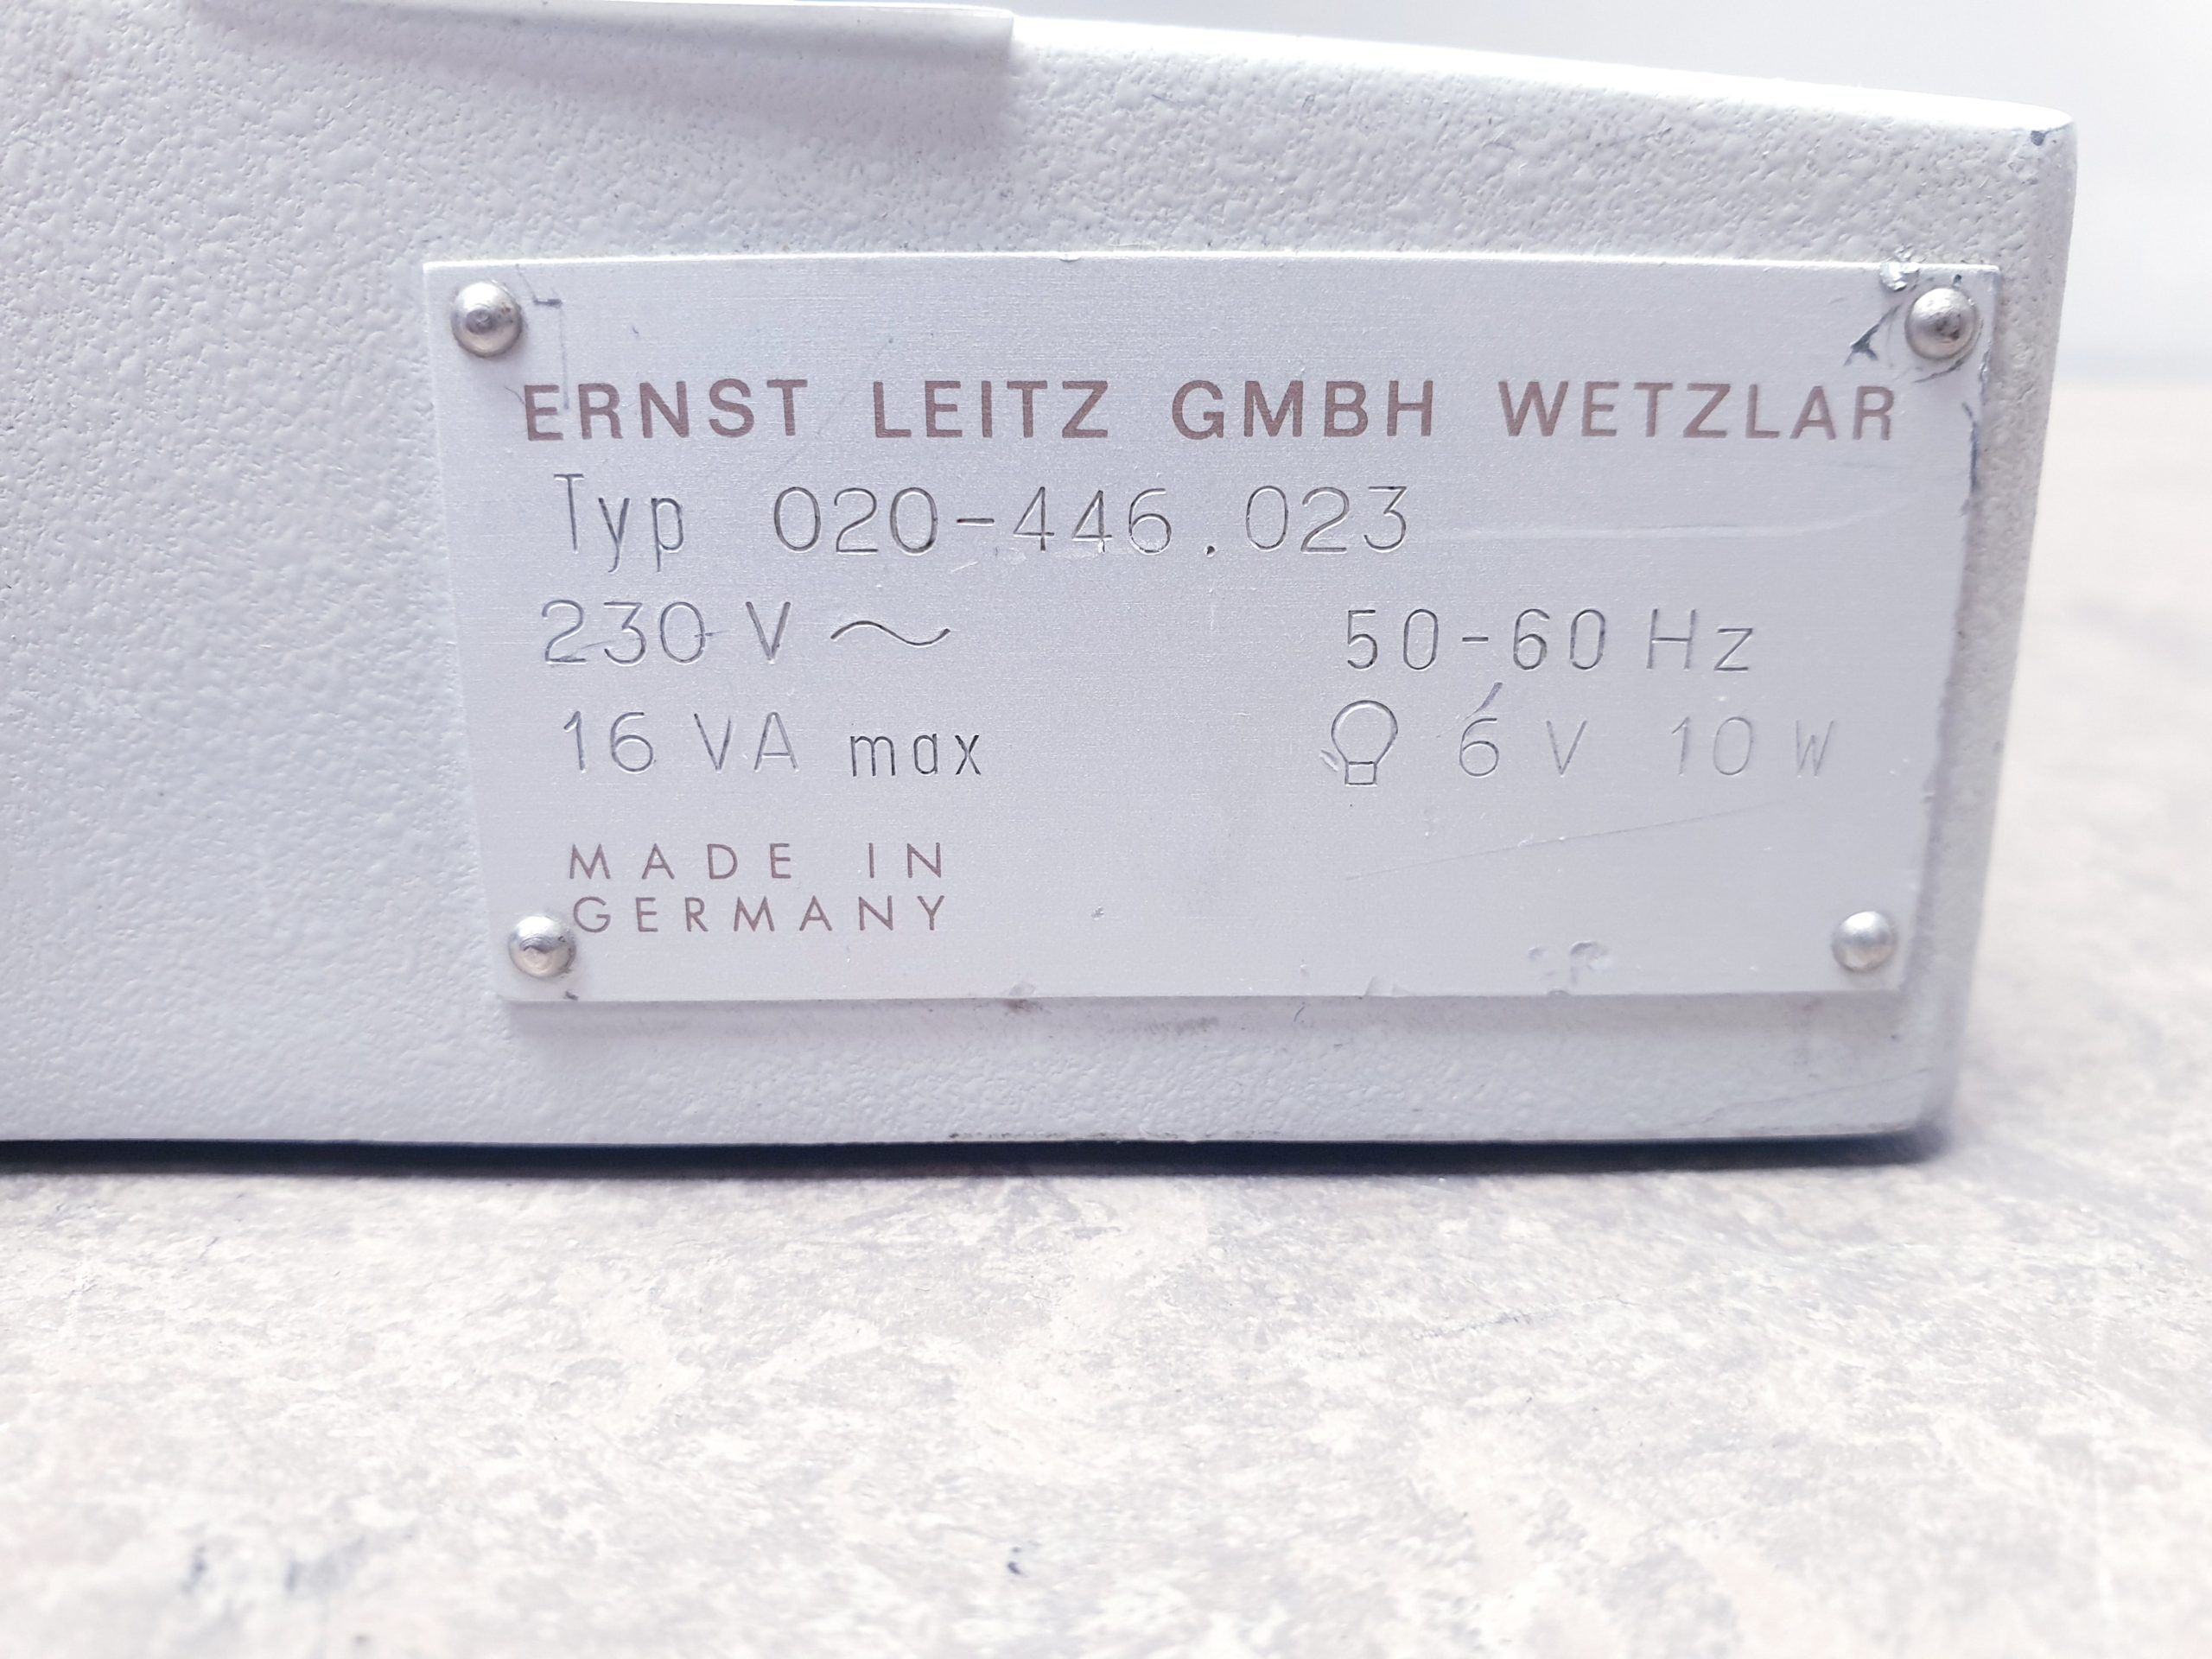 ERNST LEITZ GMBH WETZLAR
Typ 020-446.023
230 V ~ 50-60 Hz
16 VA max 6 V 10 W
MADE IN
GERMANY